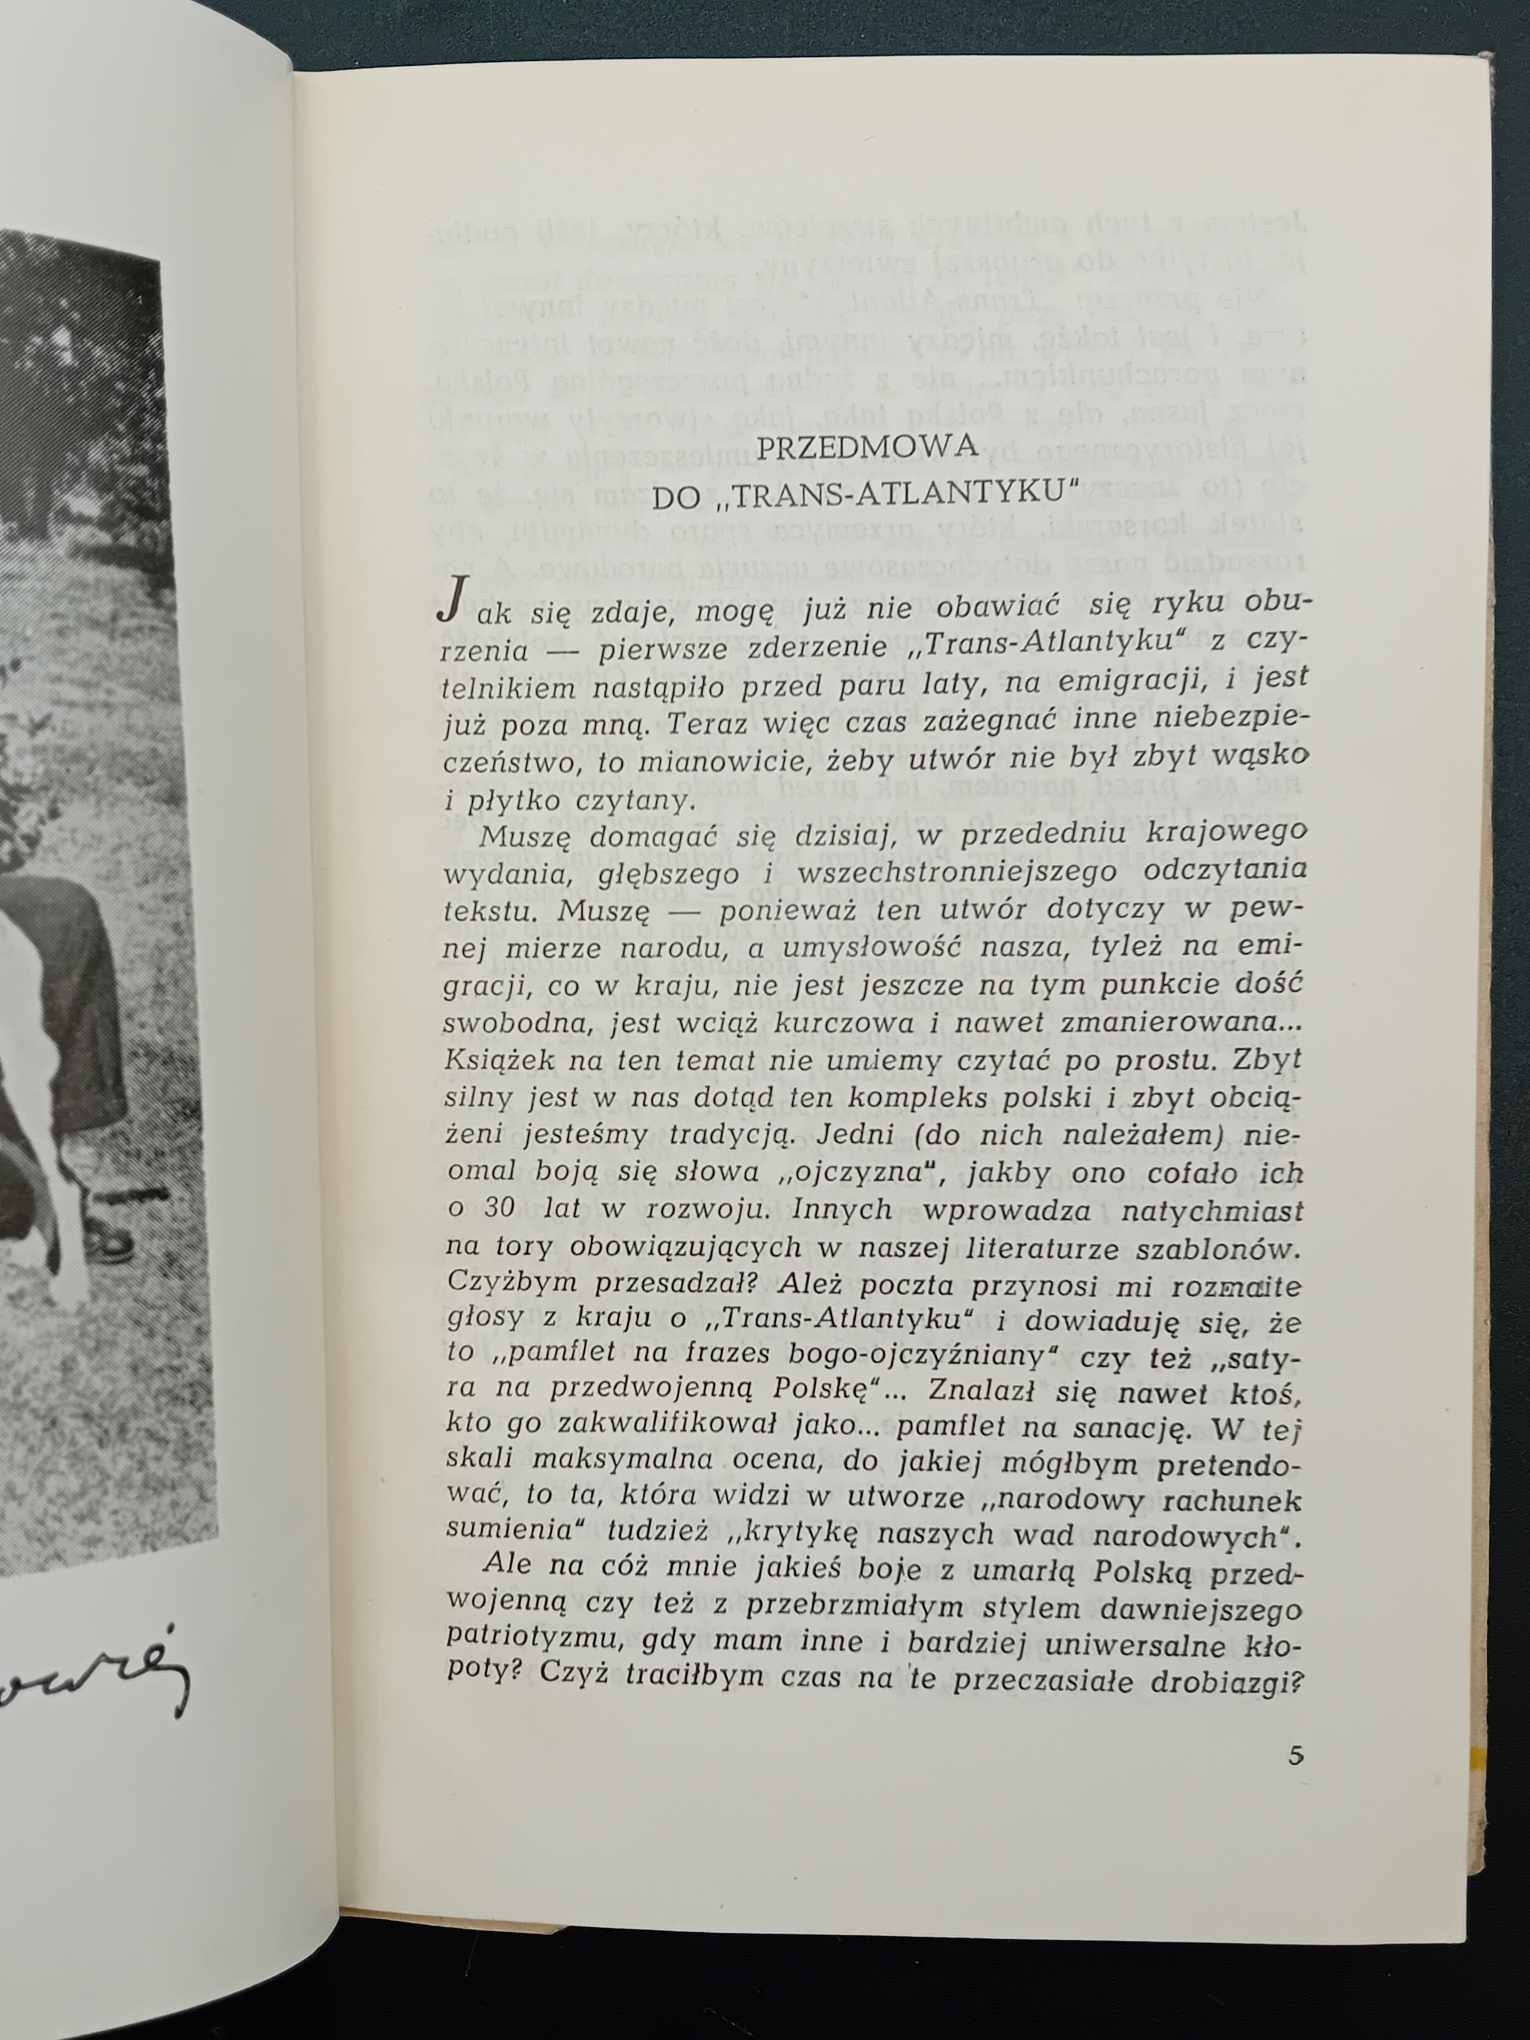 PRZEDMOWA
DO „TRANS-ATLANTYKU"
Jak się zdaje, mogę już nie obawiać się ryku obu-
rzenia — pierwsze zderzenie „Trans-Atlantyku" z czy-
telnikiem nastąpiło przed paru laty, na emigracji, i jest
już poza mną. Teraz więc czas zażegnać inne niebezpie-
czeństwo, to mianowicie, żeby utwór nie był zbyt wąsko
i płytko czytany.
Muszę domagać się dzisiaj, w przededniu krajowego
wydania, głębszego i wszechstronniejszego odczytania
tekstu. Muszę — ponieważ ten utwór dotyczy w pew-
nej mierze narodu, a umysłowość nasza, tyleż na emi-
gracji, co w kraju, nie jest jeszcze na tym punkcie dość
swobodna, jest wciąż kurczowa i nawet zmanierowana...
Książek na ten temat nie umiemy czytać po prostu. Zbyt
silny jest w nas dotąd ten kompleks polski i zbyt obcią-
żeni jesteśmy tradycją. Jedni (do nich należałem) nie-
omal boją się słowa „ojczyzna", jakby ono cofało ich
o 30 lat w rozwoju. Innych wprowadza natychmiast
na tory obowiązujących w naszej literaturze szablonów.
Czyżbym przesadzał? Ależ poczta przynosi mi rozmaite
głosy z kraju o „Trans-Atlantyku" i dowiaduję się, że
to „pamflet na frazes bogo-ojczyźniany" czy też „saty-
ra na przedwojenną Polskę"... Znalazł się nawet ktoś,
kto go zakwalifikował jako... pamflet na sanację. W tej
skali maksymalna ocena, do jakiej mógłbym pretendo-
wać, to ta, która widzi w utworze „narodowy rachunek
sumienia" tudzież „krytykę naszych wad narodowych".
Ale na cóż mnie jakieś boje z umarłą Polską przed-
wojenną czy też z przebrzmiałym stylem dawniejszego
patriotyzmu, gdy mam inne i bardziej uniwersalne kło-
poty? Czyż traciłbym czas na te przeczasiałe drobiazgi?
5